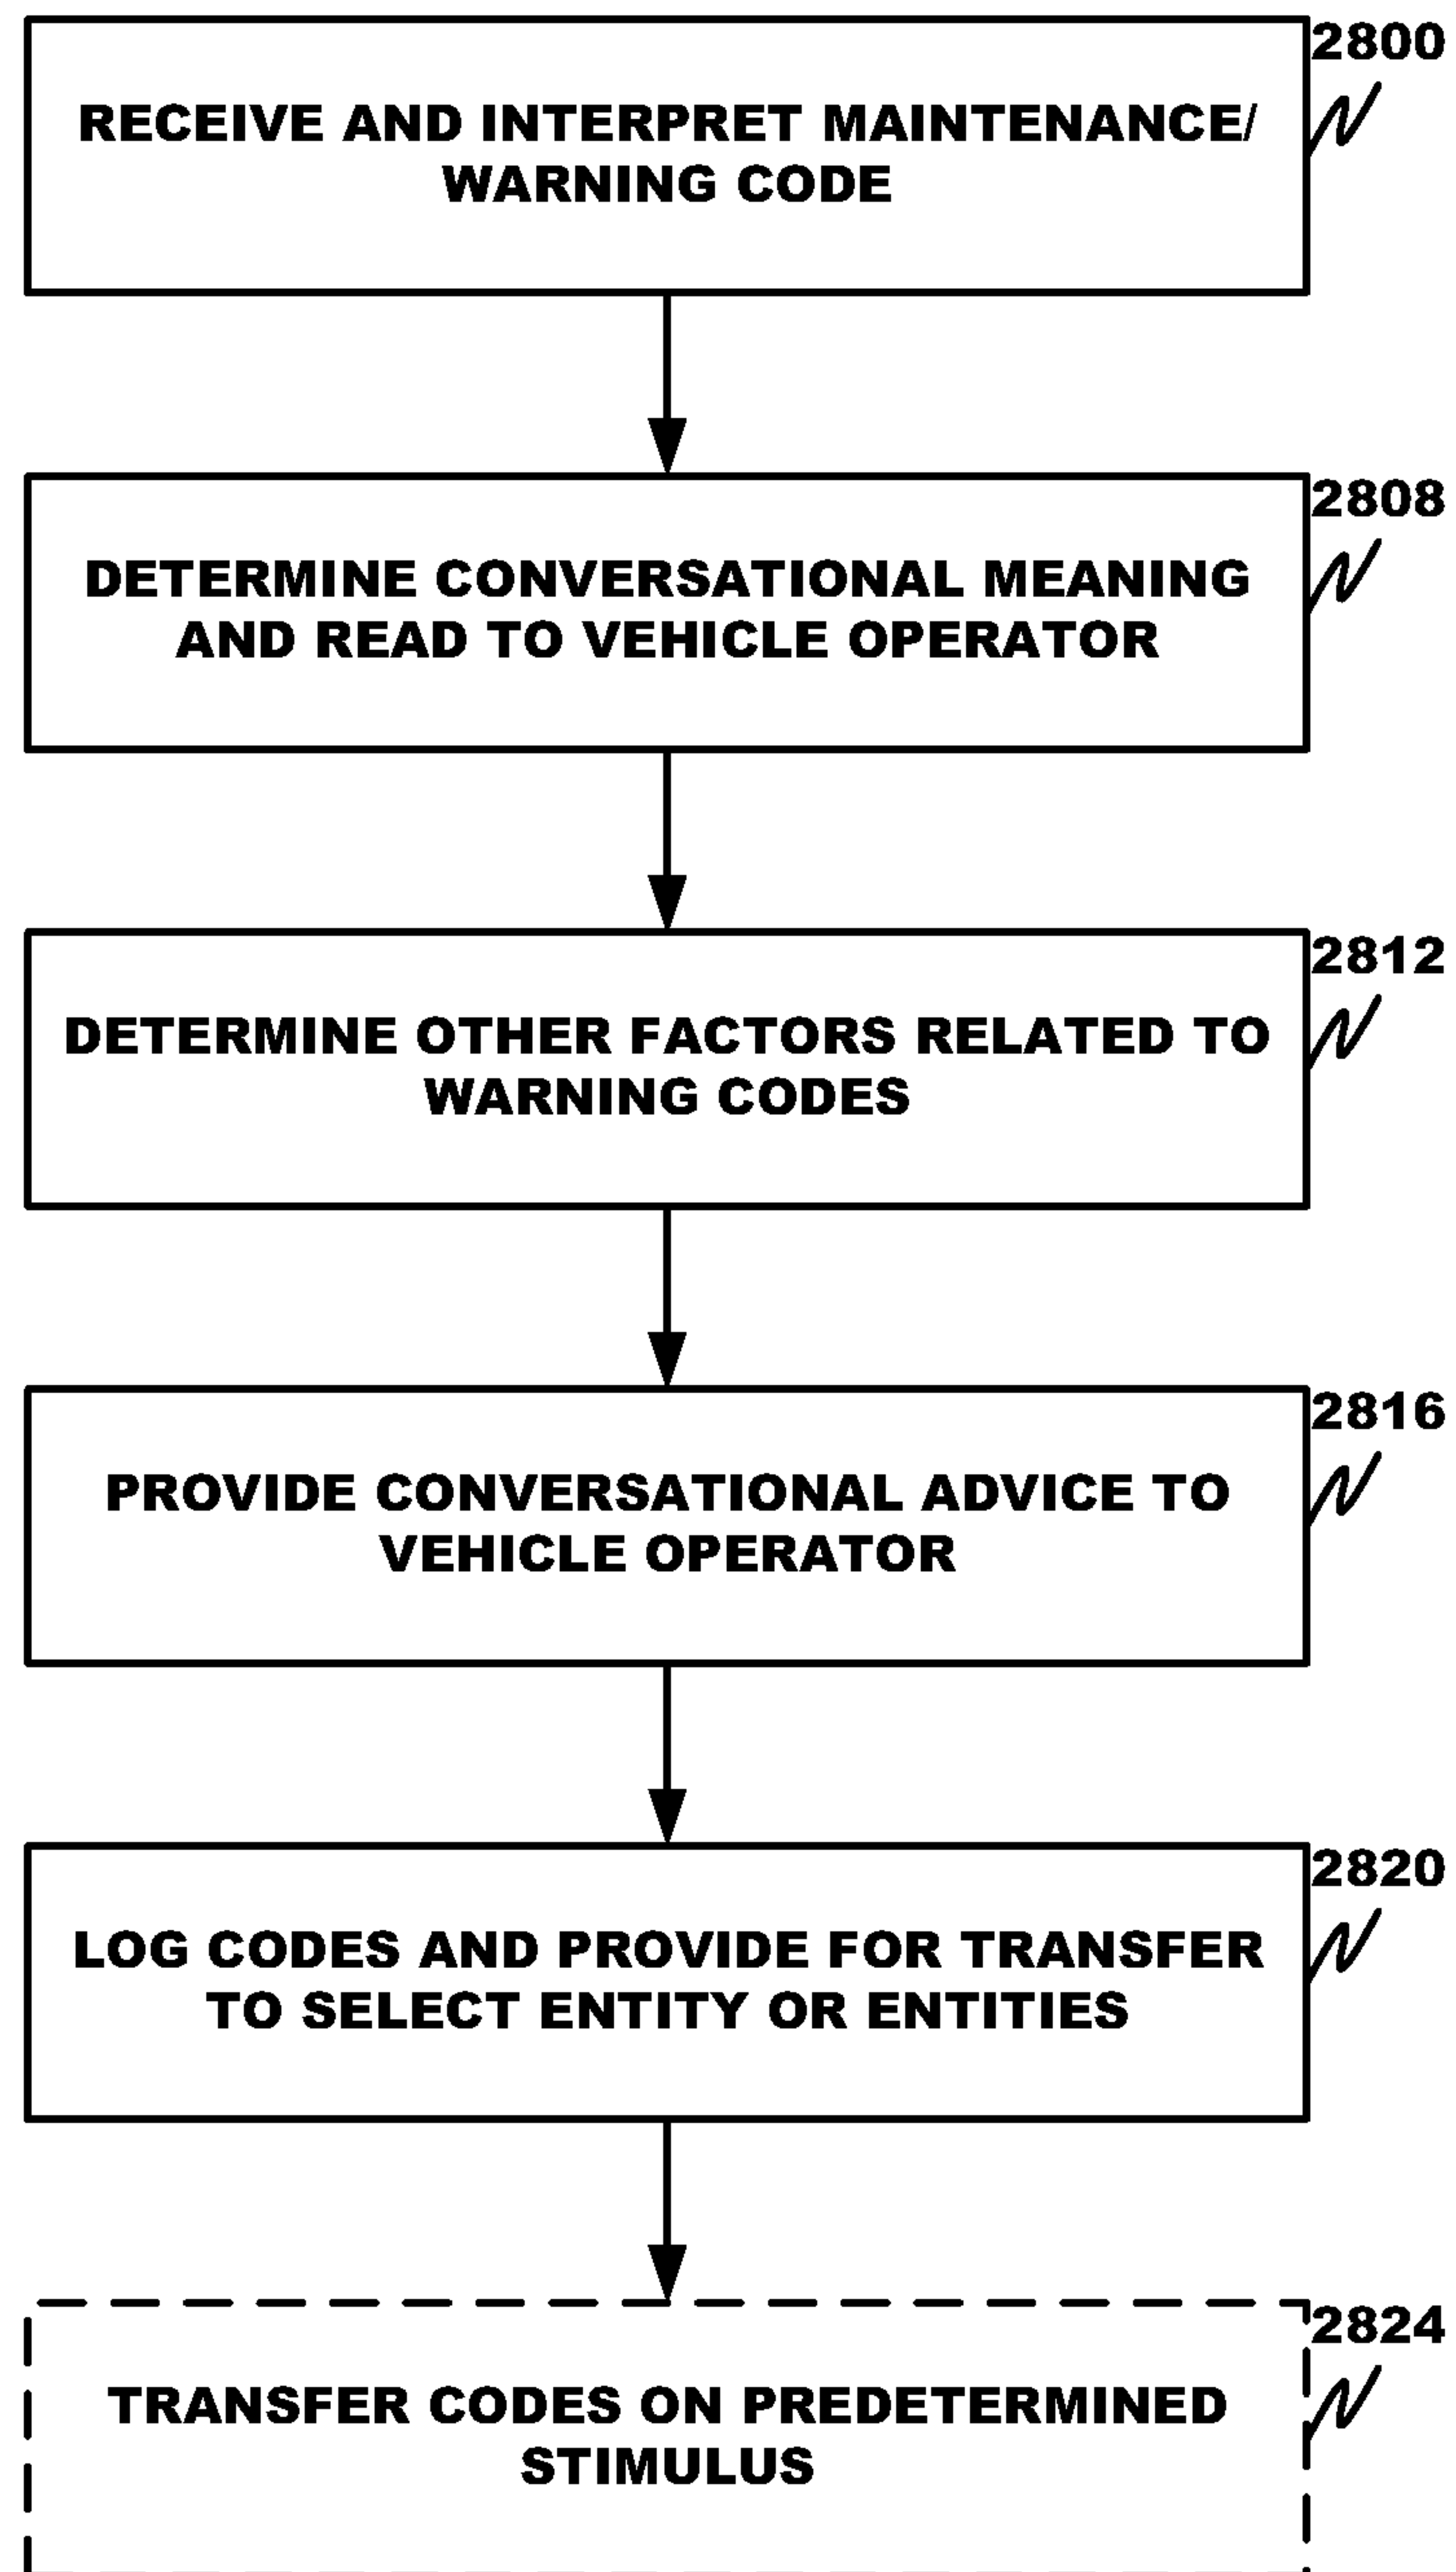 2800
RECEIVE AND INTERPRET MAINTENANCE/
WARNING CODE
2808
DETERMINE CONVERSATIONAL MEANING
AND READ TO VEHICLE OPERATOR
2812
DETERMINE OTHER FACTORS RELATED TO
WARNING CODES
2816
PROVIDE CONVERSATIONAL ADVICE TO
VEHICLE OPERATOR
2820
LOG CODES AND PROVIDE FOR TRANSFER
TO SELECT ENTITY OR ENTITIES
2824
TRANSFER CODES ON PREDETERMINED
STIMULUS